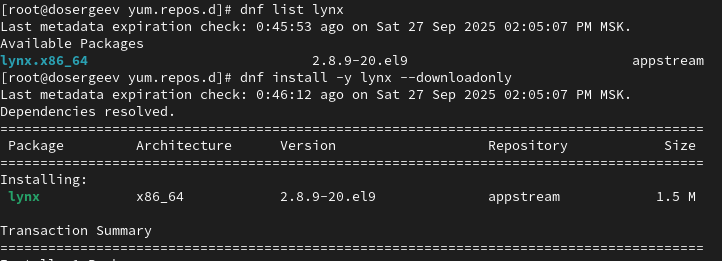 [root@dosergeev yum.repos.d]# dnf list lynx
Last metadata expiration check: 0:45:53 ago on Sat 27 Sep 2025 02:05:07 PM MSK.
Available Packages
lynx.x86_64 2.8.9-20.el9 appstream
[root@dosergeev yum.repos.d]# dnf install -y lynx --downloadonly
Last metadata expiration check: 0:46:12 ago on Sat 27 Sep 2025 02:05:07 PM MSK.
Dependencies resolved.
================================================================================
Package Architecture Version Repository Size
================================================================================
Installing:
lynx x86_64 2.8.9-20.el9 appstream 1.5 M
Transaction Summary
================================================================================